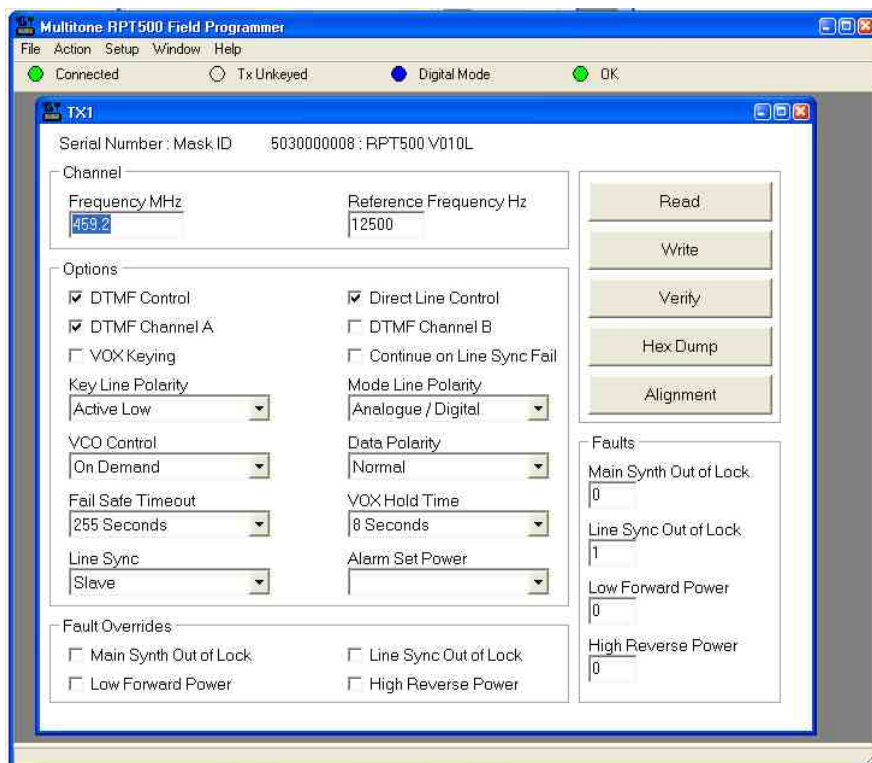 Multitone RPT500 Field Programmer
File Action Setup Window Help
Connected Tx Unkeyed Digital Mode OK
TX1
Serial Number : Mask ID 5030000008 : RPT500 V010L
Channel
Frequency MHz Reference Frequency Hz
459.2 12500
Options
DTMF Control Direct Line Control
DTMF Channel A DTMF Channel B
VOX Keying Continue on Line Sync Fail
Key Line Polarity Mode Line Polarity
Active Low Analogue / Digital
VCO Control Data Polarity
On Demand Normal
Fail Safe Timeout VOX Hold Time
255 Seconds 8 Seconds
Line Sync Alarm Set Power
Slave
Fault Overrides
Main Synth Out of Lock Line Sync Out of Lock
Low Forward Power High Reverse Power
Read
Write
Verify
Hex Dump
Alignment
Faults
Main Synth Out of Lock
0
Line Sync Out of Lock
1
Low Forward Power
0
High Reverse Power
0